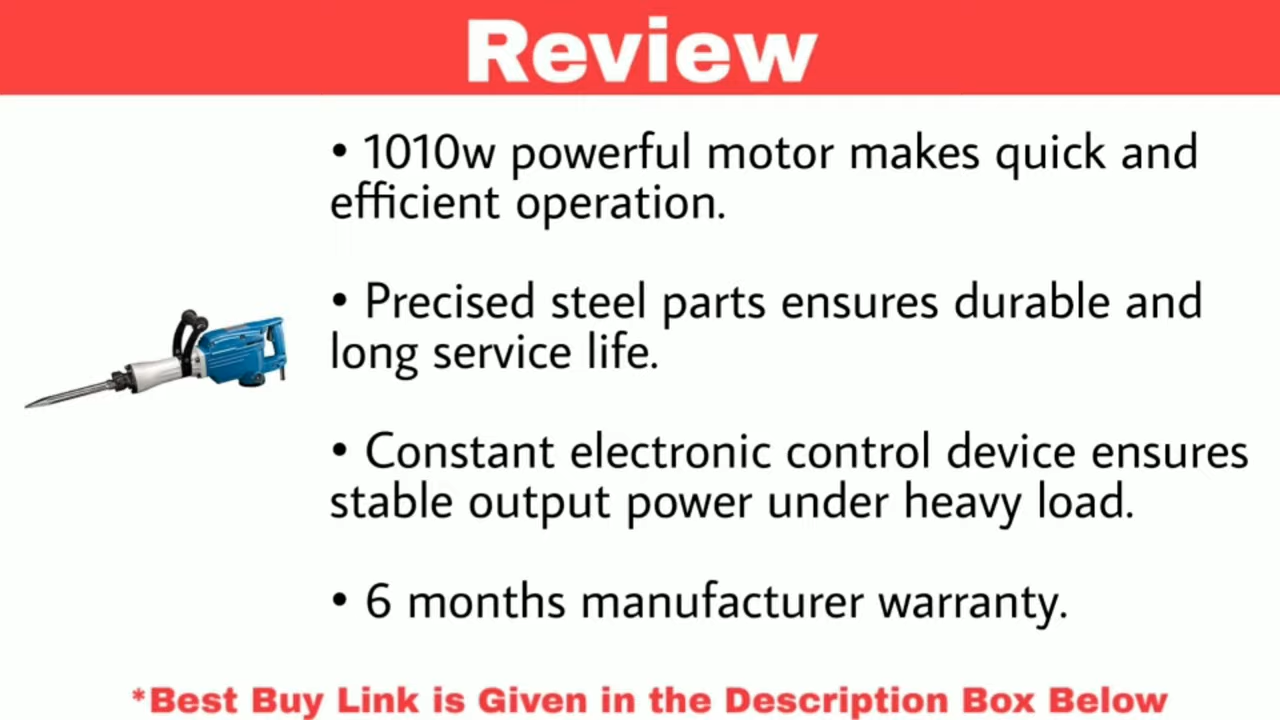 Review
• 1010w powerful motor makes quick and
efficient operation.
• Precised steel parts ensures durable and
long service life.
• Constant electronic control device ensures
stable output power under heavy load.
• 6 months manufacturer warranty.
*Best Buy Link is Given in the Description Box Below